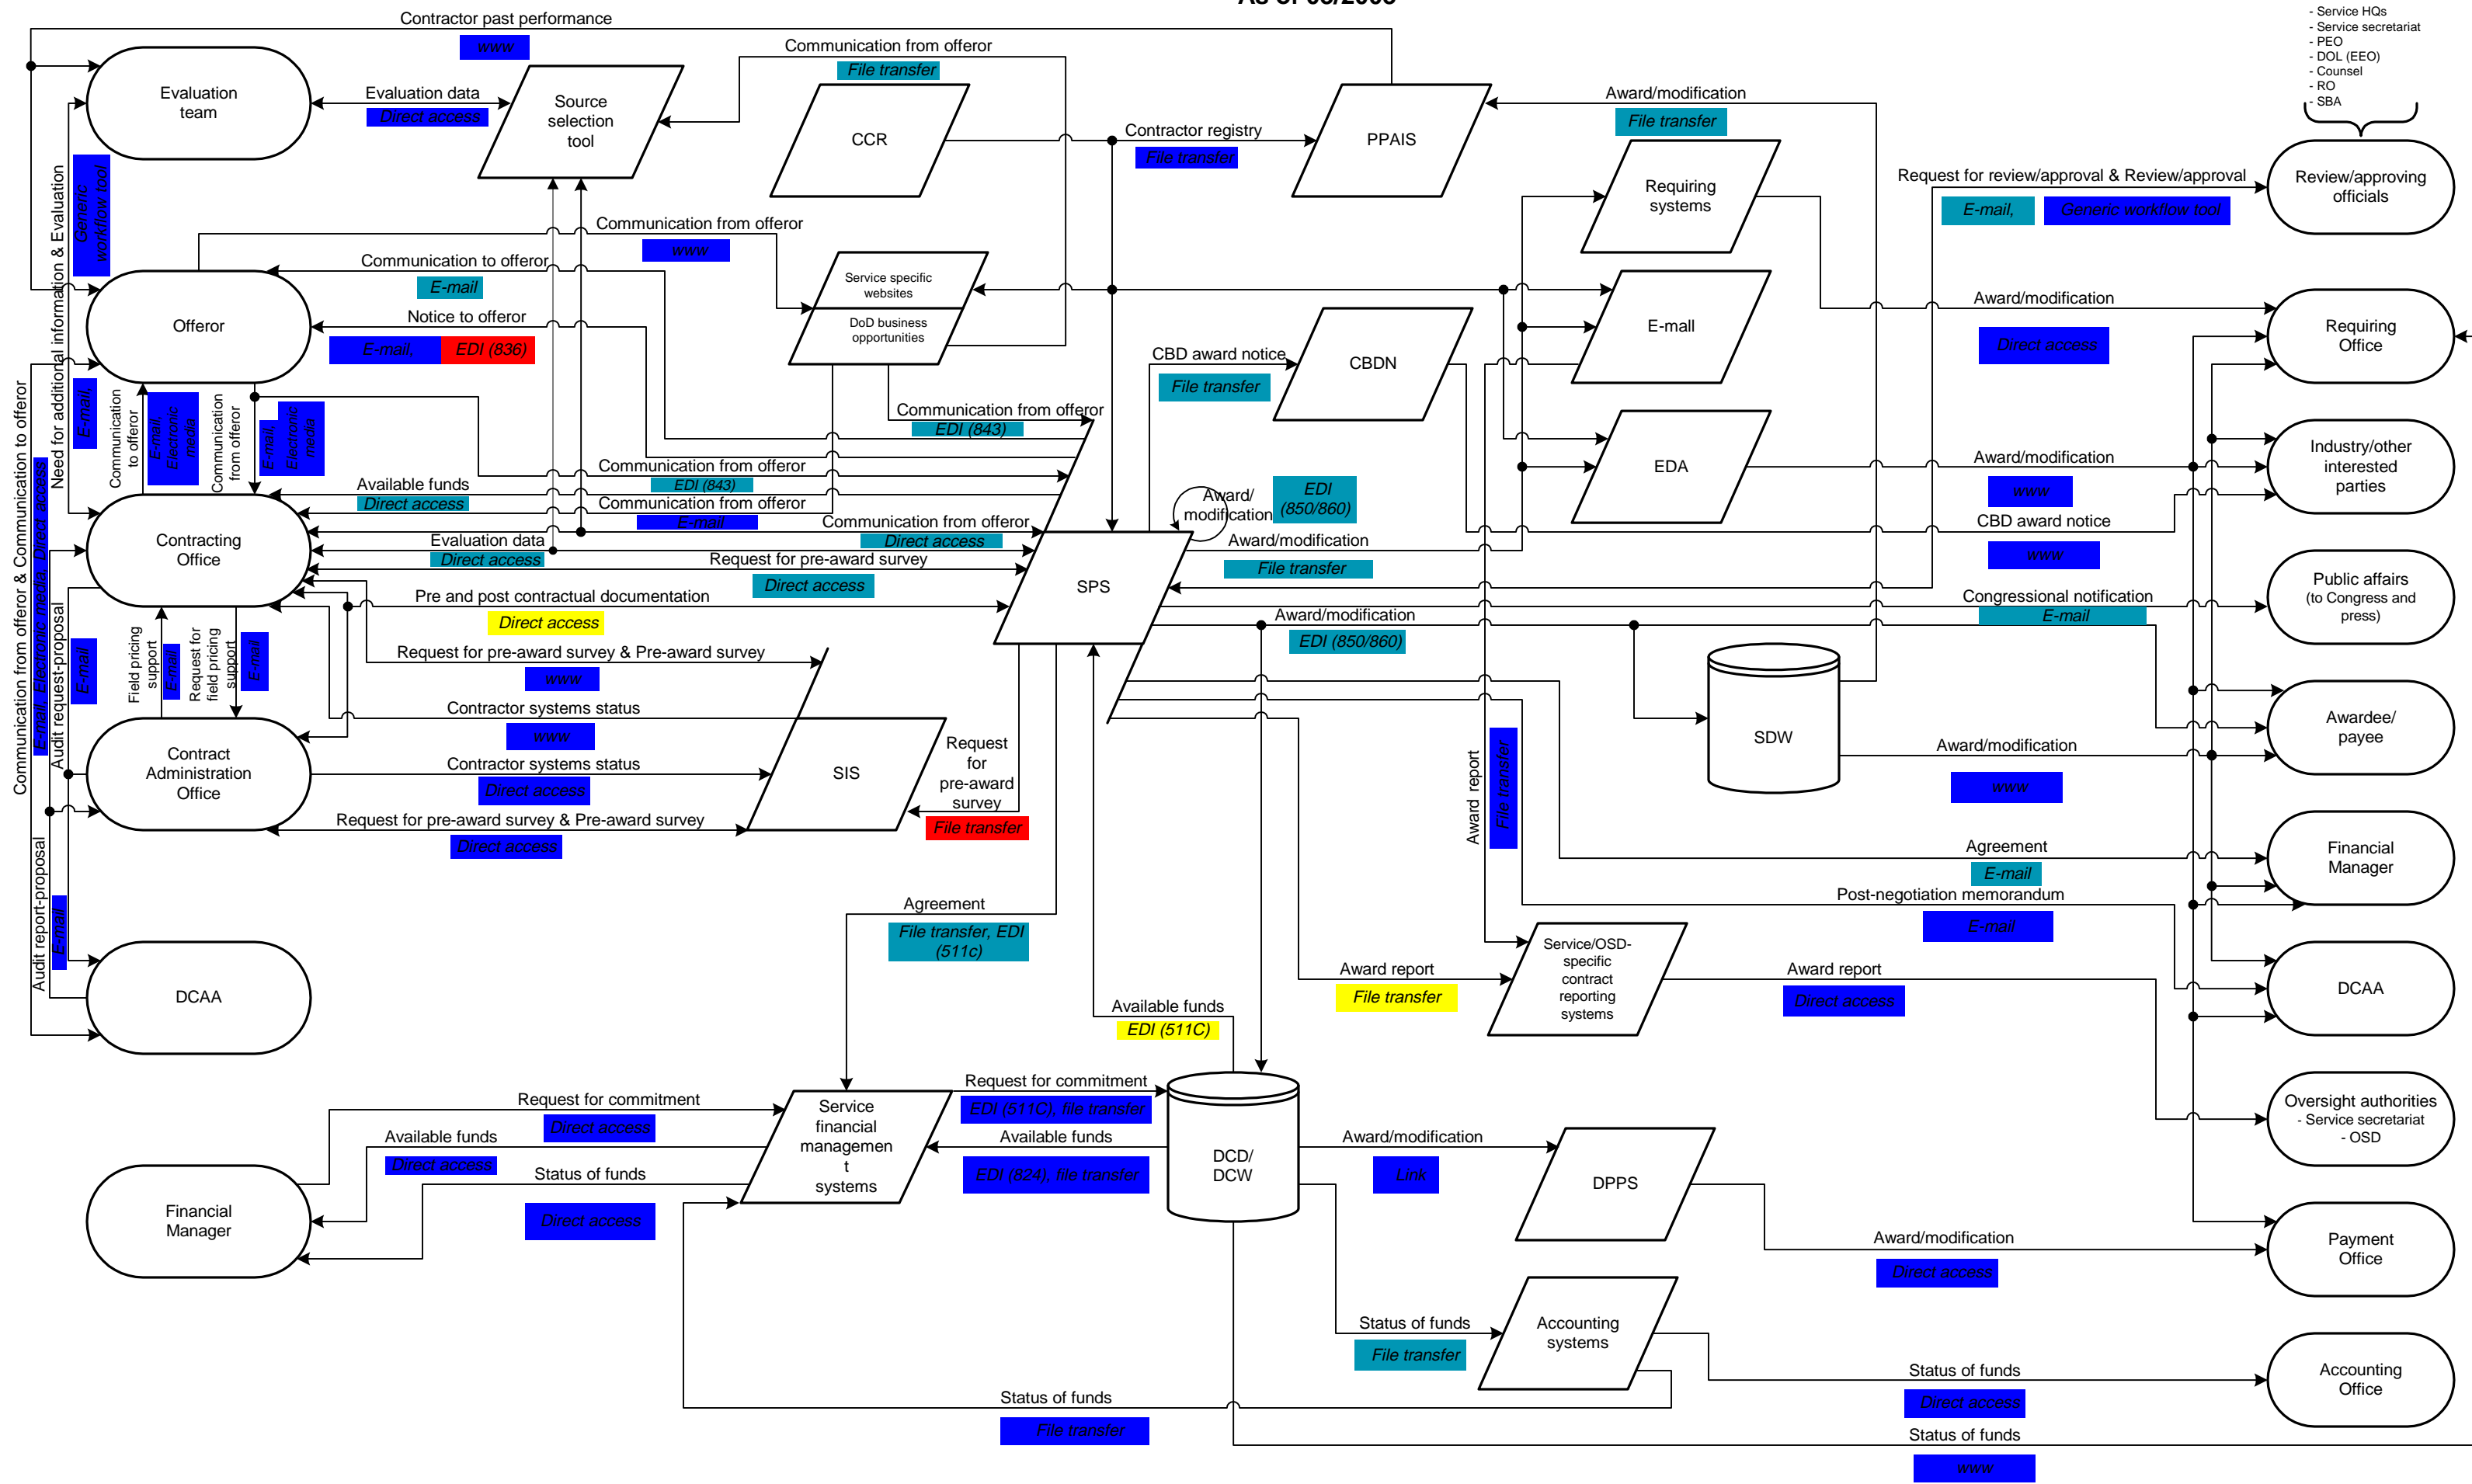 As of 03/2003
- Service HQs
- Service secretariat
- PEO
- DOL (EEO)
- Counsel
- RO
- SBA
Contractor past performance
www
Communication from offeror
File transfer
Evaluation
team
Evaluation data
Direct access
Source
selection
tool
CCR
Contractor registry
File transfer
PPAIS
Award/modification
File transfer
Requiring
systems
Request for review/approval & Review/approval
E-mail,
Generic workflow tool
Review/approving
officials
Need for additional information & Evaluation
Generic
workflow tool
Communication from offeror
www
Communication to offeror
E-mail
Service specific
websites
DoD business
opportunities
Offeror
Notice to offeror
E-mail,
EDI (836)
CBD award notice
File transfer
CBDN
E-mall
Award/modification
Direct access
Requiring
Office
E-mail,
Communication
to offeror
E-mail,
Electronic
media
Communication
from offeror
E-mail,
Electronic
media
Communication from offeror
EDI (843)
Communication from offeror
EDI (843)
Available funds
Direct access
Communication from offeror
E-mail
Communication from offeror
Direct access
Award/
modification
EDI
(850/860)
EDA
Award/modification
www
Industry/other
interested
parties
CBD award notice
www
Contracting
Office
Evaluation data
Direct access
Request for pre-award survey
Direct access
Award/modification
File transfer
SPS
Public affairs
(to Congress and
press)
Communication from offeror & Communication to offeror
E-mail, Electronic media, Direct access
Audit request-proposal
E-mail
Field pricing
support
E-mail
Request for
field pricing
support
E-mail
Pre and post contractual documentation
Direct access
Congressional notification
E-mail
Award/modification
EDI (850/860)
Request for pre-award survey & Pre-award survey
www
Contractor systems status
www
Contract
Administration
Office
Contractor systems status
Direct access
SIS
Request
for
pre-award
survey
File transfer
Request for pre-award survey & Pre-award survey
Direct access
SDW
Award/modification
www
Awardee/
payee
Award report
File transfer
Agreement
E-mail
Financial
Manager
Audit report-proposal
E-mail
Agreement
File transfer, EDI
(511c)
Post-negotiation memorandum
E-mail
Service/OSD-
specific
contract
reporting
systems
DCAA
Award report
File transfer
Award report
Direct access
DCAA
Available funds
EDI (511C)
Request for commitment
Direct access
Service
financial
managemen
t
systems
Request for commitment
EDI (511C), file transfer
Available funds
Direct access
Available funds
EDI (824), file transfer
DCD/
DCW
Award/modification
Link
DPPS
Oversight authorities
- Service secretariat
- OSD
Status of funds
Direct access
Financial
Manager
Award/modification
Direct access
Payment
Office
Status of funds
File transfer
Accounting
systems
Status of funds
Direct access
Accounting
Office
Status of funds
File transfer
Status of funds
www